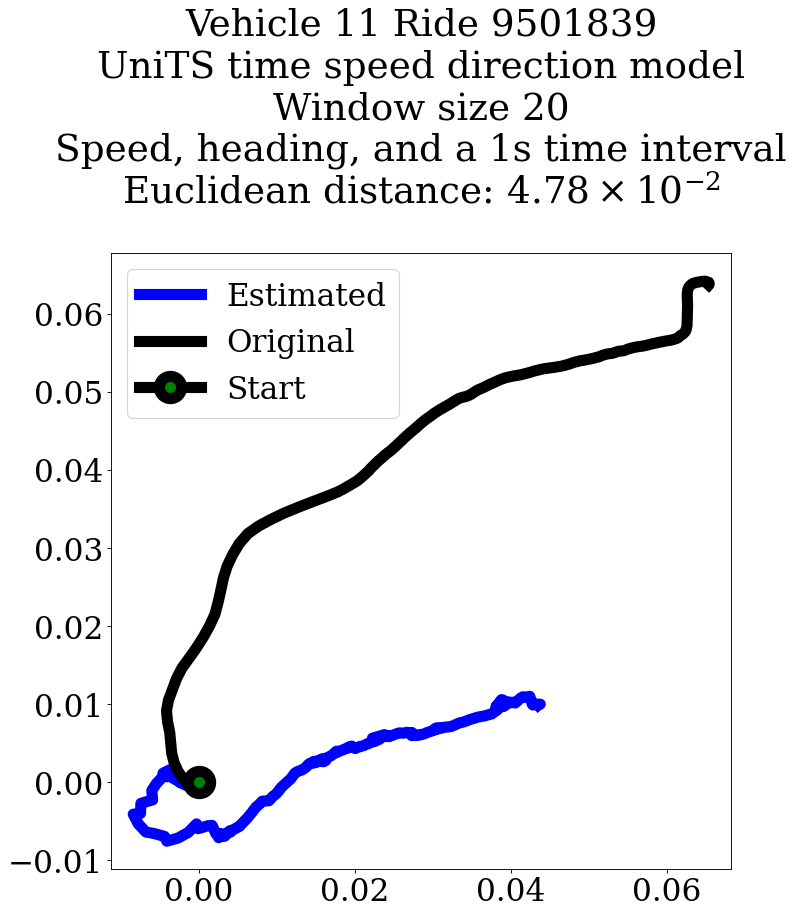 Vehicle 11 Ride 9501839
UniTS time speed direction model
Window size 20
Speed, heading, and a 1s time interval
Euclidean distance: 4.78 × 10⁻²
Estimated
Original
Start
0.06
0.05
0.04
0.03
0.02
0.01
0.00
−0.01
0.00 0.02 0.04 0.06